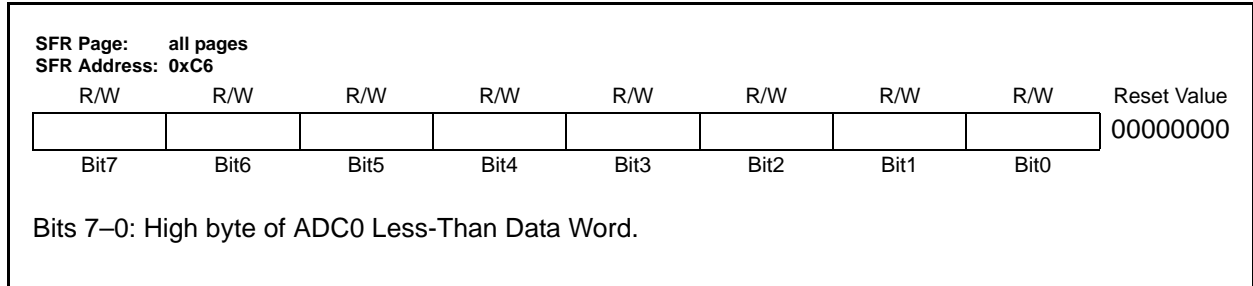 SFR Page: all pages
SFR Address: 0xC6
R/W R/W R/W R/W R/W R/W R/W R/W Reset Value
00000000
Bit7 Bit6 Bit5 Bit4 Bit3 Bit2 Bit1 Bit0
Bits 7–0: High byte of ADC0 Less-Than Data Word.